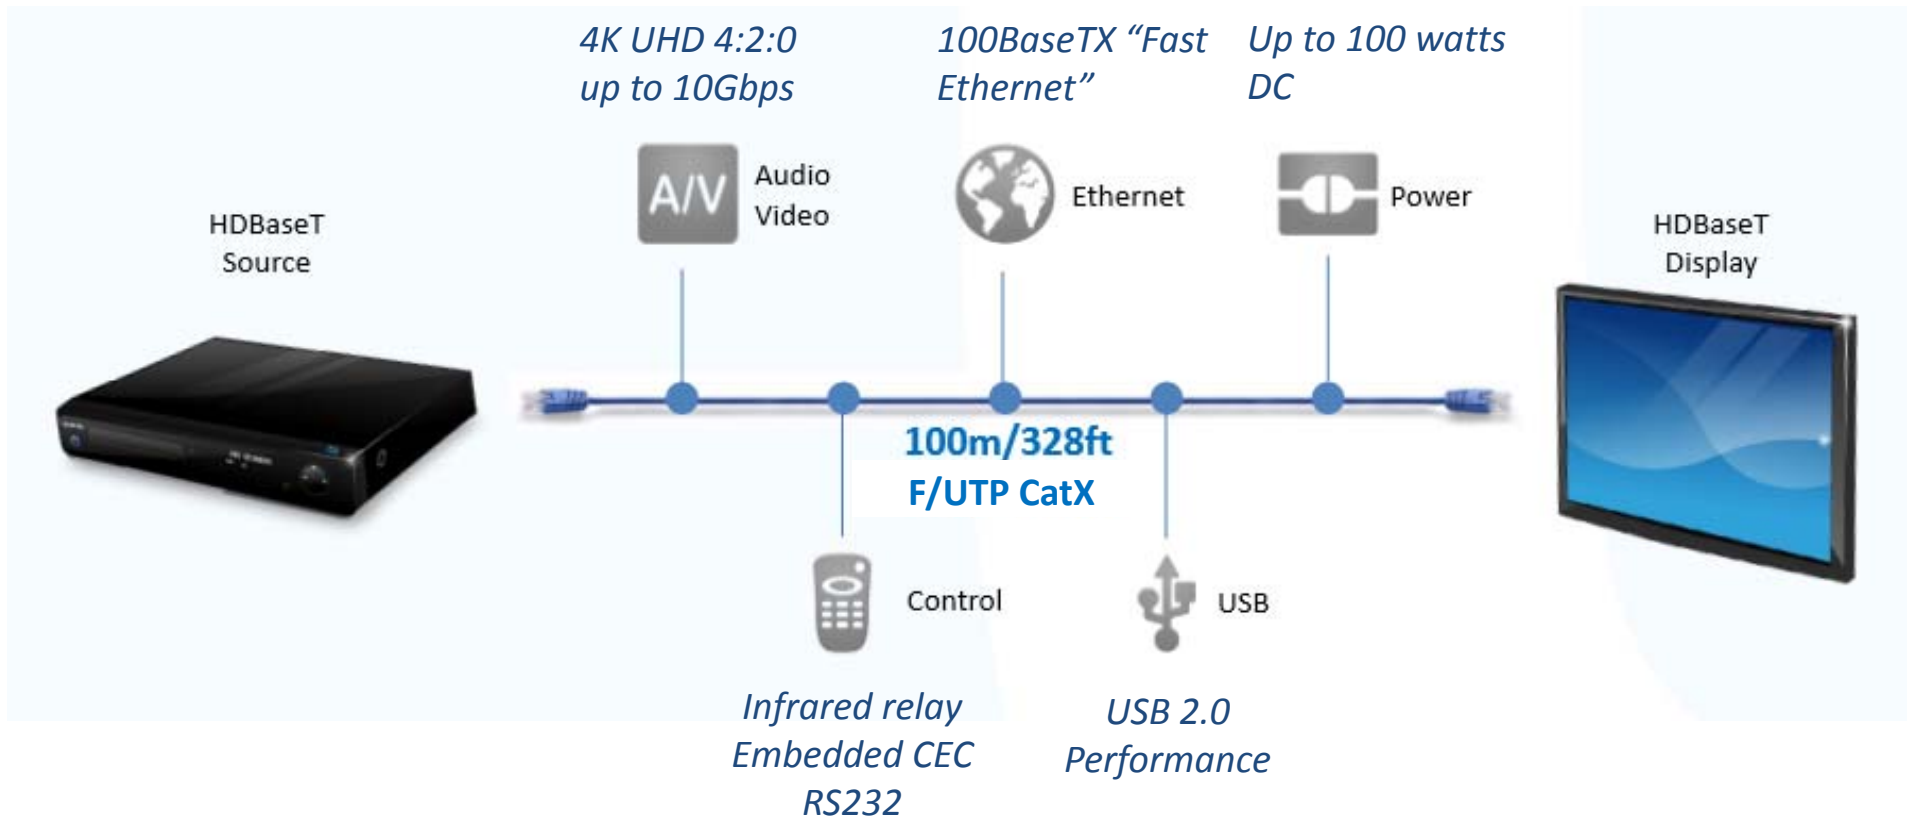 4K UHD 4:2:0
up to 10Gbps
100BaseTX “Fast
Ethernet”
Up to 100 watts
DC
A/V
Audio
Video
Ethernet
Power
HDBaseT
Source
HDBaseT
Display
100m/328ft
F/UTP CatX
Control
USB
Infrared relay
Embedded CEC
RS232
USB 2.0
Performance